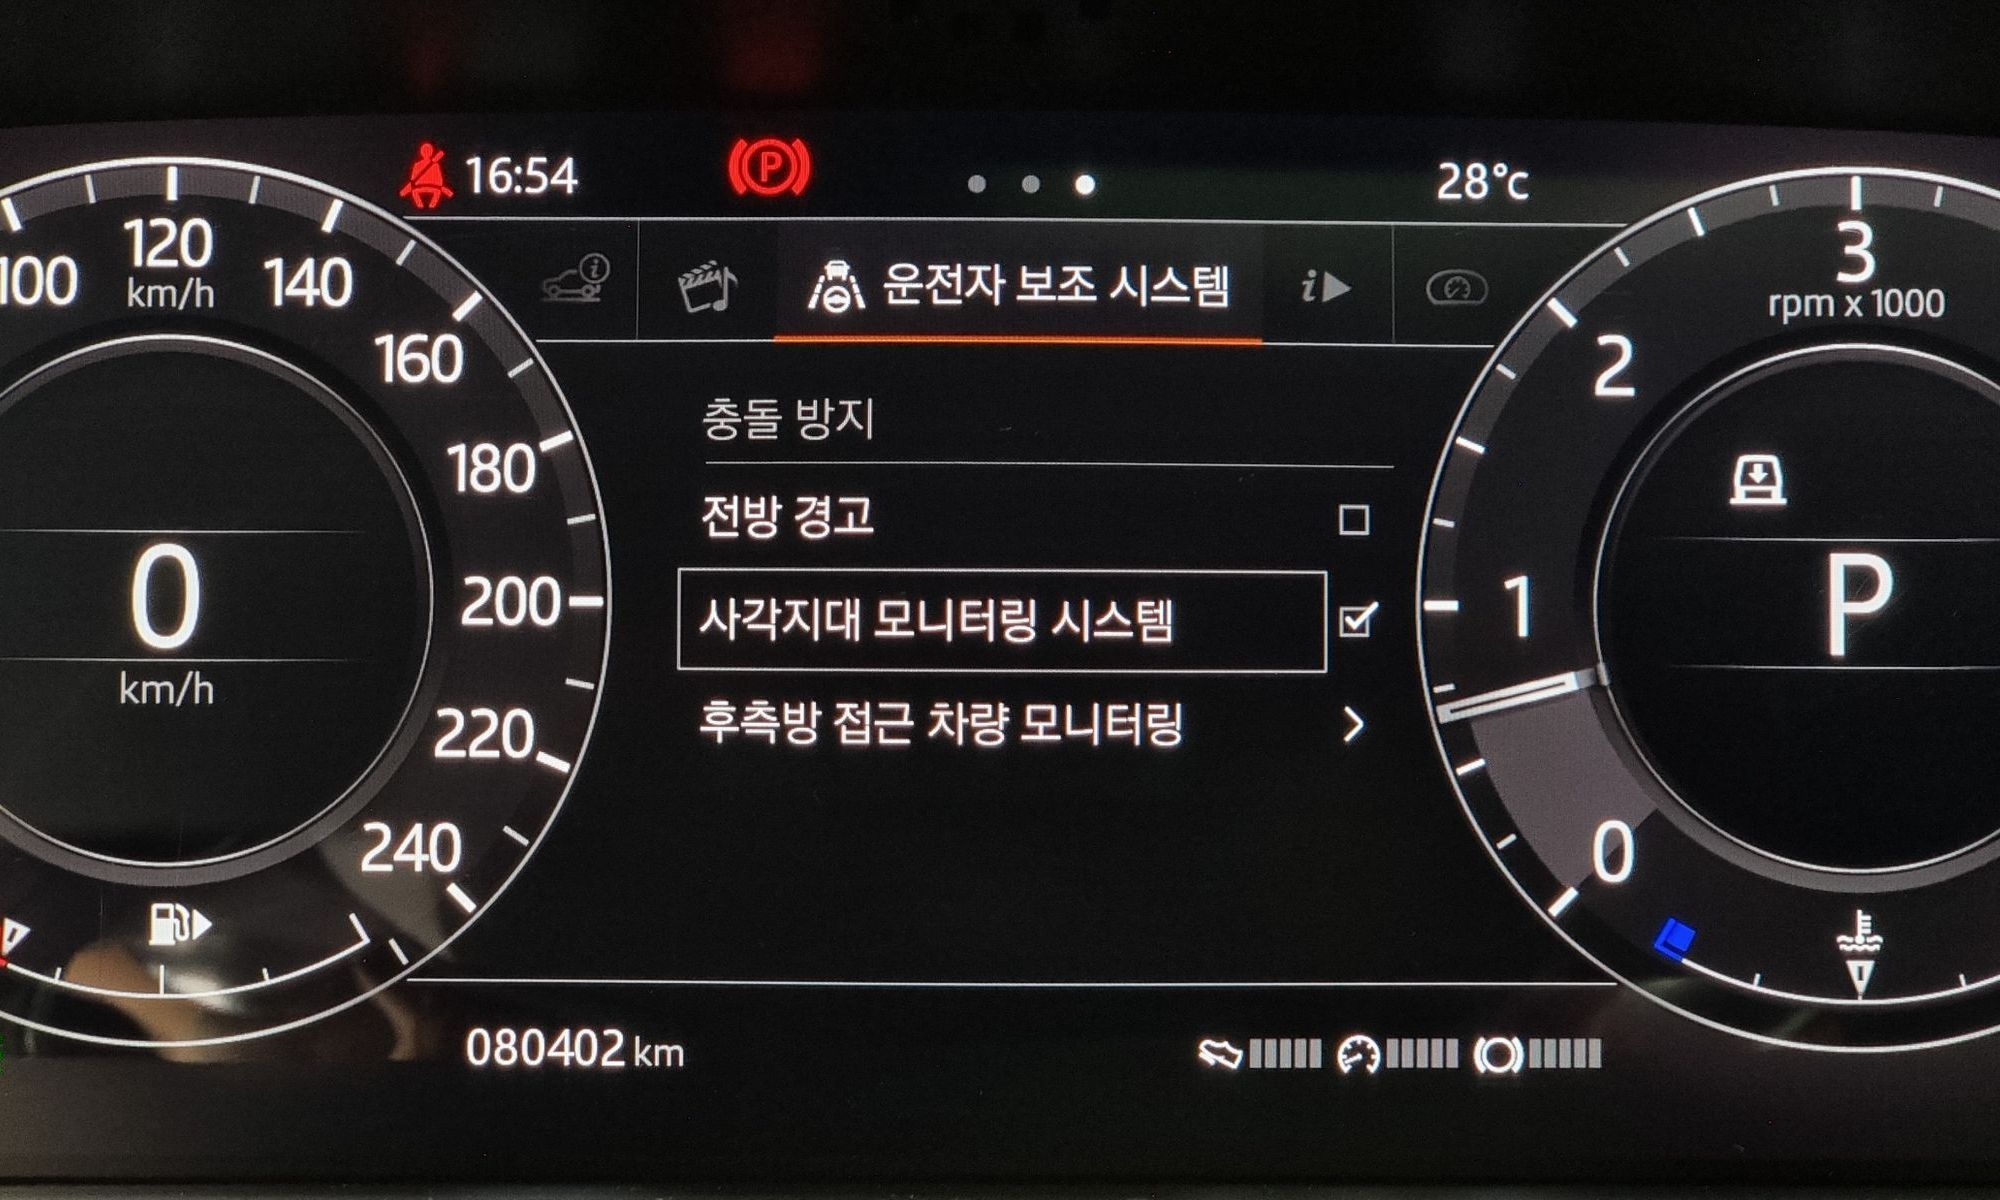 16:54
P
28°C
운전자 보조 시스템
i
100
120
km/h
140
160
180
200
220
240
0
km/h
충돌 방지
전방 경고
사각지대 모니터링 시스템
후측방 접근 차량 모니터링
3
rpm x 1000
2
1
0
P
080402 km